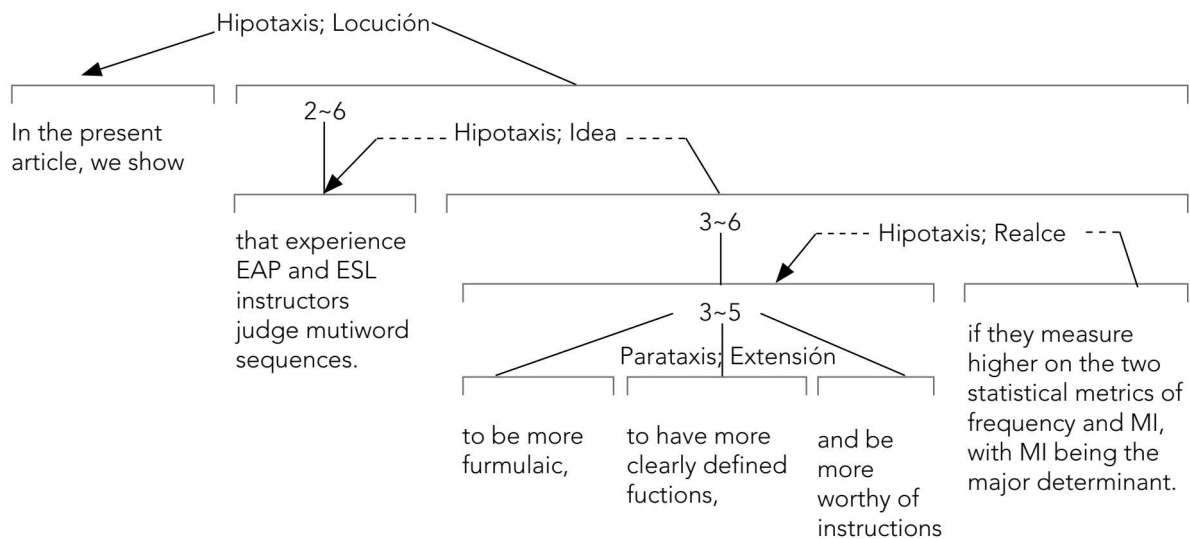 Hipotaxis; Locución
In the present
article, we show
2~6
Hipotaxis; Idea
that experience
EAP and ESL
instructors
judge mutiword
sequences.
3~6
Hipotaxis; Realce
3~5
Parataxis; Extensión
to be more
furmulaic,
to have more
clearly defined
fuctions,
and be
more
worthy of
instructions
if they measure
higher on the two
statistical metrics of
frequency and MI,
with MI being the
major determinant.